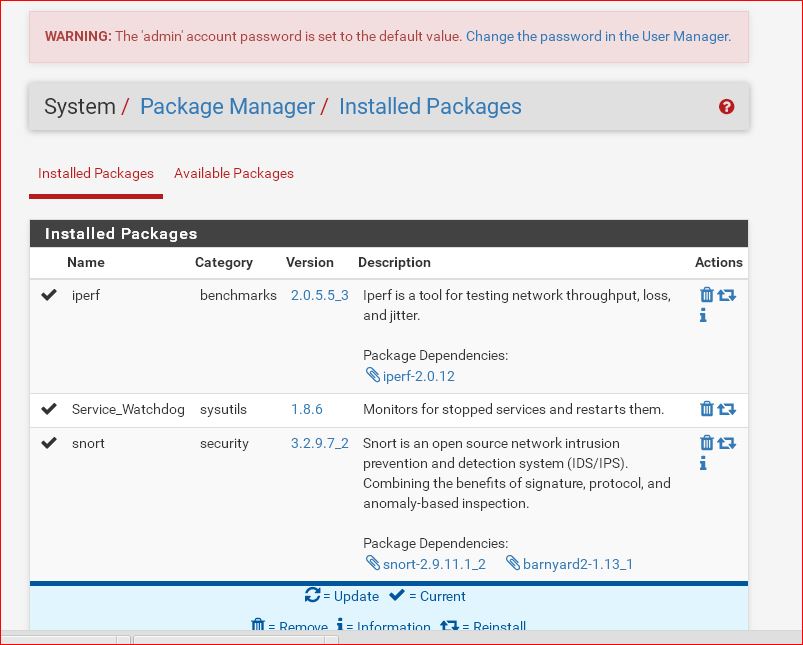 WARNING: The 'admin' account password is set to the default value. Change the password in the User Manager.
System / Package Manager / Installed Packages
Installed Packages Available Packages
Installed Packages
Name Category Version Description Actions
iperf benchmarks 2.0.5.5_3 Iperf is a tool for testing network throughput, loss,
and jitter.
Package Dependencies:
iperf-2.0.12
Service_Watchdog sysutils 1.8.6 Monitors for stopped services and restarts them.
snort security 3.2.9.7_2 Snort is an open source network intrusion
prevention and detection system (IDS/IPS).
Combining the benefits of signature, protocol, and
anomaly-based inspection.
Package Dependencies:
snort-2.9.11.1_2 barnyard2-1.13_1
= Update = Current
= Remove = Information = Reinstall